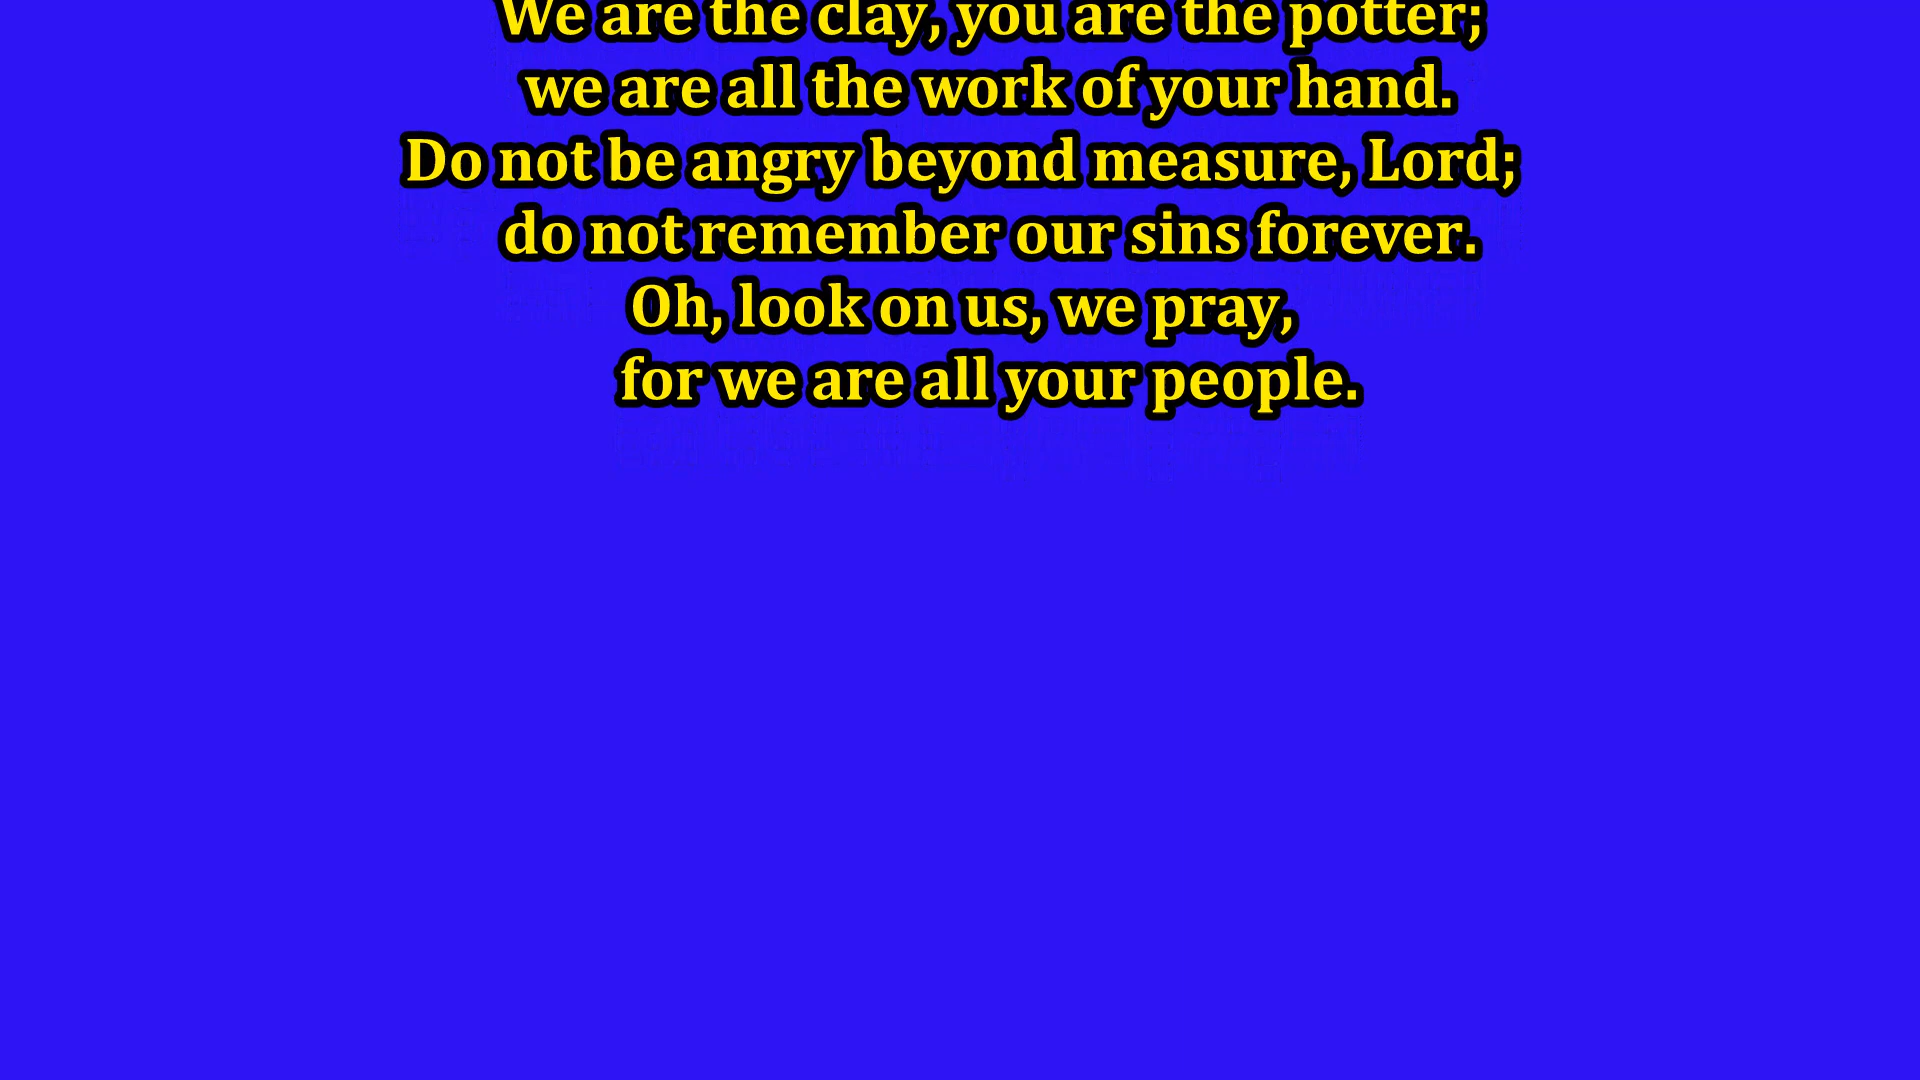 We are the clay, you are the potter;
we are all the work of your hand.
Do not be angry beyond measure, Lord;
do not remember our sins forever.
Oh, look on us, we pray,
for we are all your people.